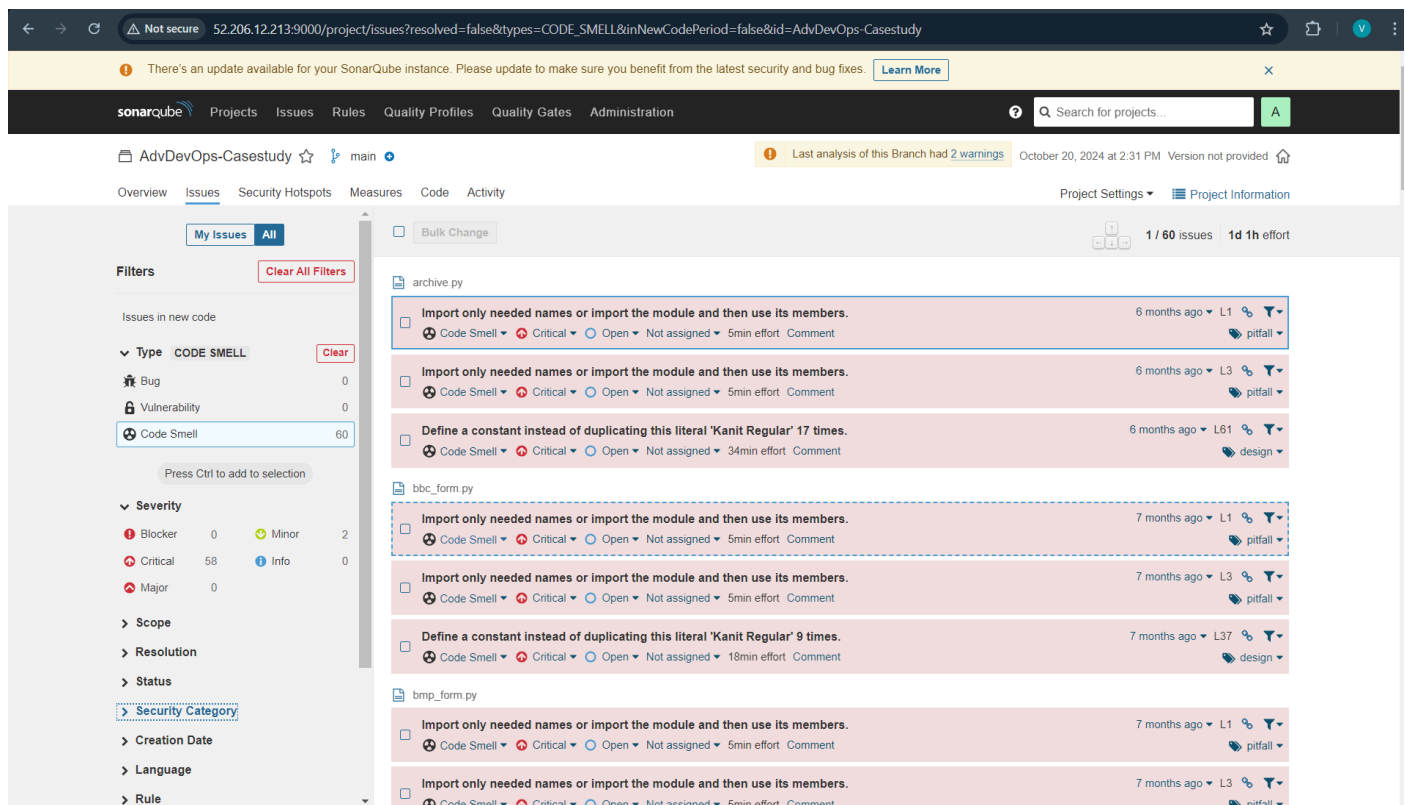 Not secure 52.206.12.213:9000/project/issues?resolved=false&types=CODE_SMELL&inNewCodePeriod=false&id=AdvDevOps-Casestudy V
There's an update available for your SonarQube instance. Please update to make sure you benefit from the latest security and bug fixes. Learn More
sonarqube Projects Issues Rules Quality Profiles Quality Gates Administration Search for projects... A
AdvDevOps-Casestudy main Last analysis of this Branch had 2 warnings October 20, 2024 at 2:31 PM Version not provided
Overview Issues Security Hotspots Measures Code Activity Project Settings Project Information
My Issues All
Bulk Change 1 / 60 issues 1d 1h effort
Filters Clear All Filters
Issues in new code
Type CODE SMELL Clear
Bug 0
Vulnerability 0
Code Smell 60
Press Ctrl to add to selection
Severity
Blocker 0 Minor 2
Critical 58 Info 0
Major 0
Scope
Resolution
Status
Security Category
Creation Date
Language
Rule
archive.py
Import only needed names or import the module and then use its members. 6 months ago L1
Code Smell Critical Open Not assigned 5min effort Comment pitfall
Import only needed names or import the module and then use its members. 6 months ago L3
Code Smell Critical Open Not assigned 5min effort Comment pitfall
Define a constant instead of duplicating this literal 'Kanit Regular' 17 times. 6 months ago L61
Code Smell Critical Open Not assigned 34min effort Comment design
bbc_form.py
Import only needed names or import the module and then use its members. 7 months ago L1
Code Smell Critical Open Not assigned 5min effort Comment pitfall
Import only needed names or import the module and then use its members. 7 months ago L3
Code Smell Critical Open Not assigned 5min effort Comment pitfall
Define a constant instead of duplicating this literal 'Kanit Regular' 9 times. 7 months ago L37
Code Smell Critical Open Not assigned 18min effort Comment design
bmp_form.py
Import only needed names or import the module and then use its members. 7 months ago L1
Code Smell Critical Open Not assigned 5min effort Comment pitfall
Import only needed names or import the module and then use its members. 7 months ago L3
Code Smell Critical Open Not assigned 5min effort Comment pitfall